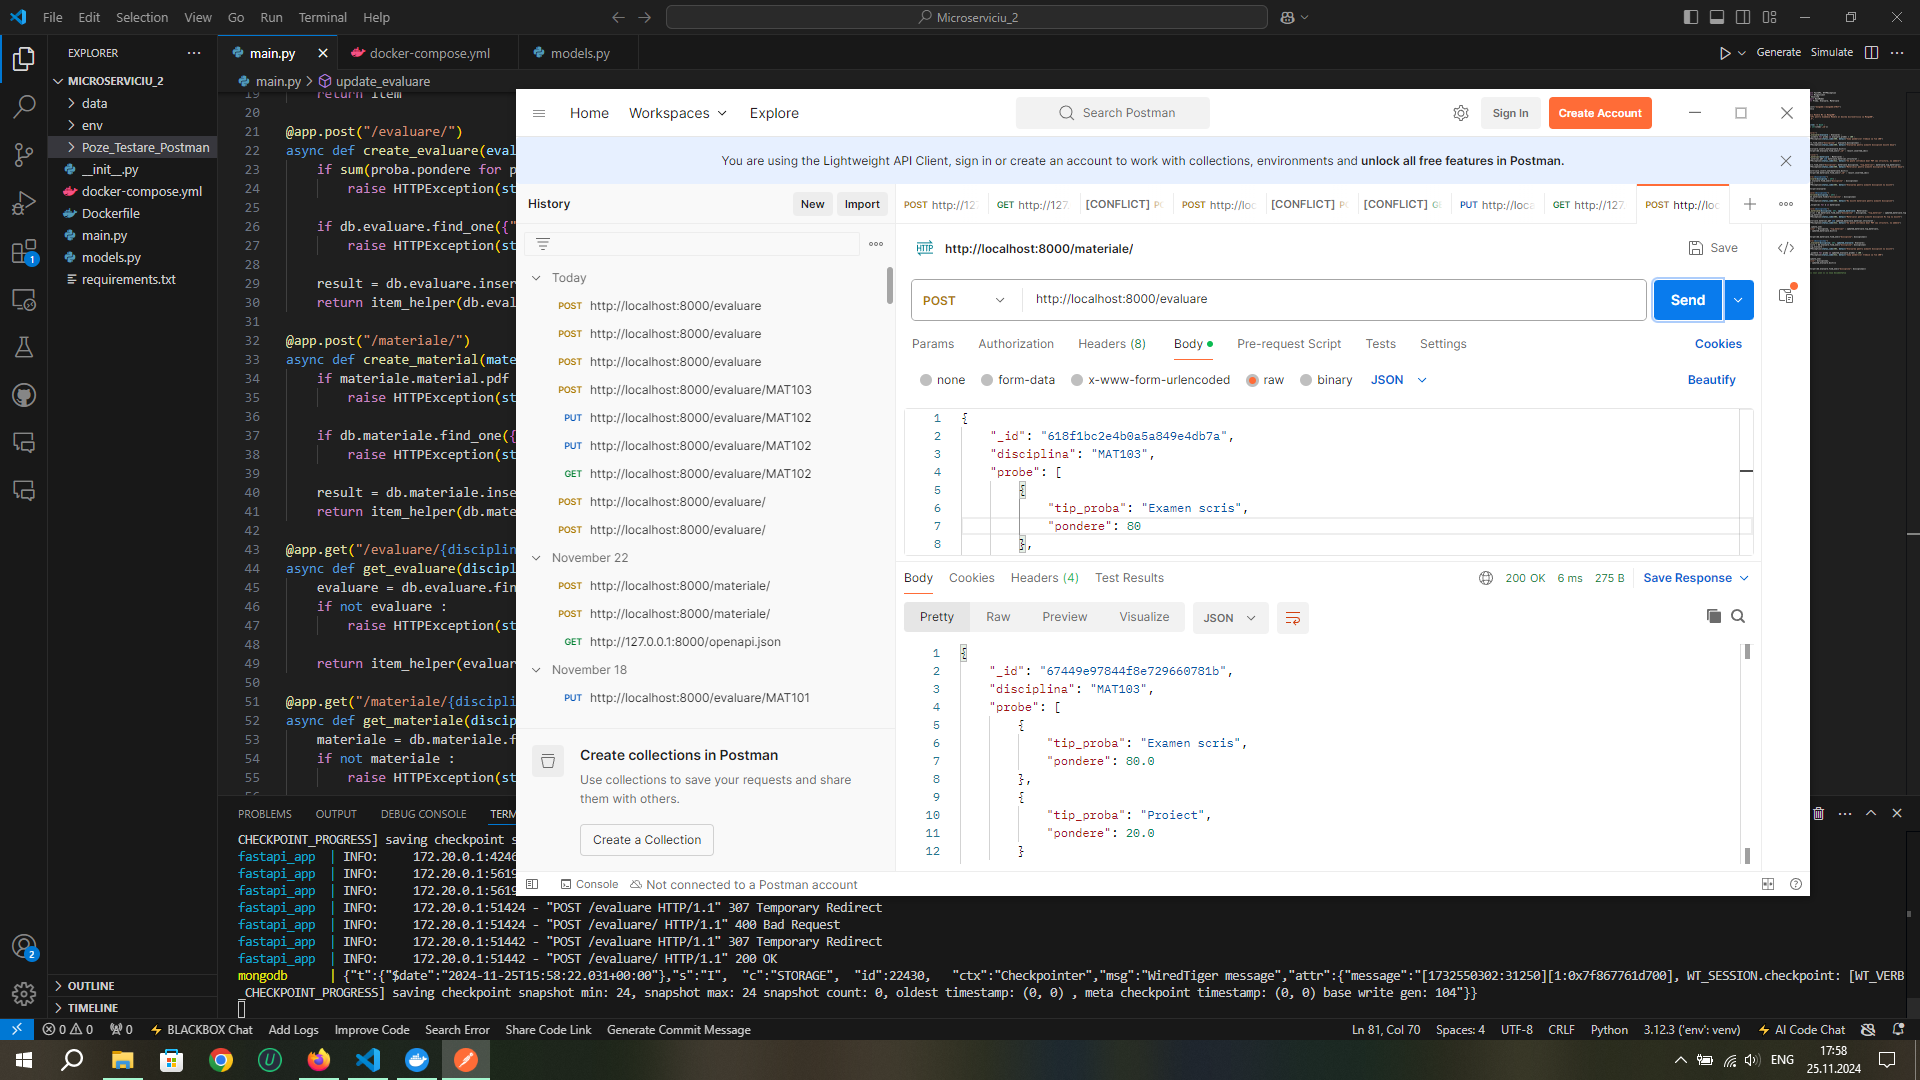 File Edit Selection View Go Run Terminal Help
Microserviciu_2
EXPLORER
MICROSERVICIU_2
data
env
Poze_Testare_Postman
__init__.py
docker-compose.yml
Dockerfile
main.py
models.py
requirements.txt
OUTLINE
TIMELINE
main.py docker-compose.yml models.py
Generate Simulate
main.py > update_evaluare
19 return item
20
21 @app.post("/evaluare/")
22 async def create_evaluare(eval
23 if sum(proba.pondere for p
24 raise HTTPException(st
25
26 if db.evaluare.find_one({"
27 raise HTTPException(st
28
29 result = db.evaluare.inser
30 return item_helper(db.eval
31
32 @app.post("/materiale/")
33 async def create_material(mate
34 if materiale.material.pdf
35 raise HTTPException(st
36
37 if db.materiale.find_one({
38 raise HTTPException(st
39
40 result = db.materiale.inse
41 return item_helper(db.mate
42
43 @app.get("/evaluare/{disciplin
44 async def get_evaluare(discipl
45 evaluare = db.evaluare.fin
46 if not evaluare :
47 raise HTTPException(st
48
49 return item_helper(evaluar
50
51 @app.get("/materiale/{discipli
52 async def get_materiale(discip
53 materiale = db.materiale.f
54 if not materiale :
55 raise HTTPException(st
Home Workspaces Explore
Search Postman
Sign In Create Account
You are using the Lightweight API Client, sign in or create an account to work with collections, environments and unlock all free features in Postman.
History New Import
Today
POST http://localhost:8000/evaluare
POST http://localhost:8000/evaluare
POST http://localhost:8000/evaluare
POST http://localhost:8000/evaluare/MAT103
PUT http://localhost:8000/evaluare/MAT102
PUT http://localhost:8000/evaluare/MAT102
GET http://localhost:8000/evaluare/MAT102
POST http://localhost:8000/evaluare/
POST http://localhost:8000/evaluare/
November 22
POST http://localhost:8000/materiale/
POST http://localhost:8000/materiale/
GET http://127.0.0.1:8000/openapi.json
November 18
PUT http://localhost:8000/evaluare/MAT101
Create collections in Postman
Use collections to save your requests and share
them with others.
Create a Collection
POST http://12 GET http://127. [CONFLICT] PO POST http://loc [CONFLICT] PO [CONFLICT] GE PUT http://loca GET http://127. POST http://loc
HTTP http://localhost:8000/materiale/ Save
POST http://localhost:8000/evaluare Send
Params Authorization Headers (8) Body Pre-request Script Tests Settings Cookies
none form-data x-www-form-urlencoded raw binary JSON Beautify
1 {
2 "_id": "618f1bc2e4b0a5a849e4db7a",
3 "disciplina": "MAT103",
4 "probe": [
5 {
6 "tip_proba": "Examen scris",
7 "pondere": 80
8 },
Body Cookies Headers (4) Test Results 200 OK 6 ms 275 B Save Response
Pretty Raw Preview Visualize JSON
1 {
2 "_id": "67449e97844f8e729660781b",
3 "disciplina": "MAT103",
4 "probe": [
5 {
6 "tip_proba": "Examen scris",
7 "pondere": 80.0
8 },
9 {
10 "tip_proba": "Proiect",
11 "pondere": 20.0
12 }
Console Not connected to a Postman account
PROBLEMS OUTPUT DEBUG CONSOLE TERM
CHECKPOINT_PROGRESS] saving checkpoint s
fastapi_app | INFO: 172.20.0.1:4246
fastapi_app | INFO: 172.20.0.1:5619
fastapi_app | INFO: 172.20.0.1:5619
fastapi_app | INFO: 172.20.0.1:51424 - "POST /evaluare HTTP/1.1" 307 Temporary Redirect
fastapi_app | INFO: 172.20.0.1:51424 - "POST /evaluare/ HTTP/1.1" 400 Bad Request
fastapi_app | INFO: 172.20.0.1:51442 - "POST /evaluare HTTP/1.1" 307 Temporary Redirect
fastapi_app | INFO: 172.20.0.1:51442 - "POST /evaluare/ HTTP/1.1" 200 OK
mongodb | {"t":{"$date":"2024-11-25T15:58:22.031+00:00"},"s":"I", "c":"STORAGE", "id":22430, "ctx":"Checkpointer","msg":"WiredTiger message","attr":{"message":"[1732550302:31250][1:0x7f867761d700], WT_SESSION.checkpoint: [WT_VERB
_CHECKPOINT_PROGRESS] saving checkpoint snapshot min: 24, snapshot max: 24 snapshot count: 0, oldest timestamp: (0, 0) , meta checkpoint timestamp: (0, 0) base write gen: 104"}}
0 0 0 BLACKBOX Chat Add Logs Improve Code Search Error Share Code Link Generate Commit Message Ln 81, Col 70 Spaces: 4 UTF-8 CRLF Python 3.12.3 ('env': venv) AI Code Chat
ENG
17:58
25.11.2024